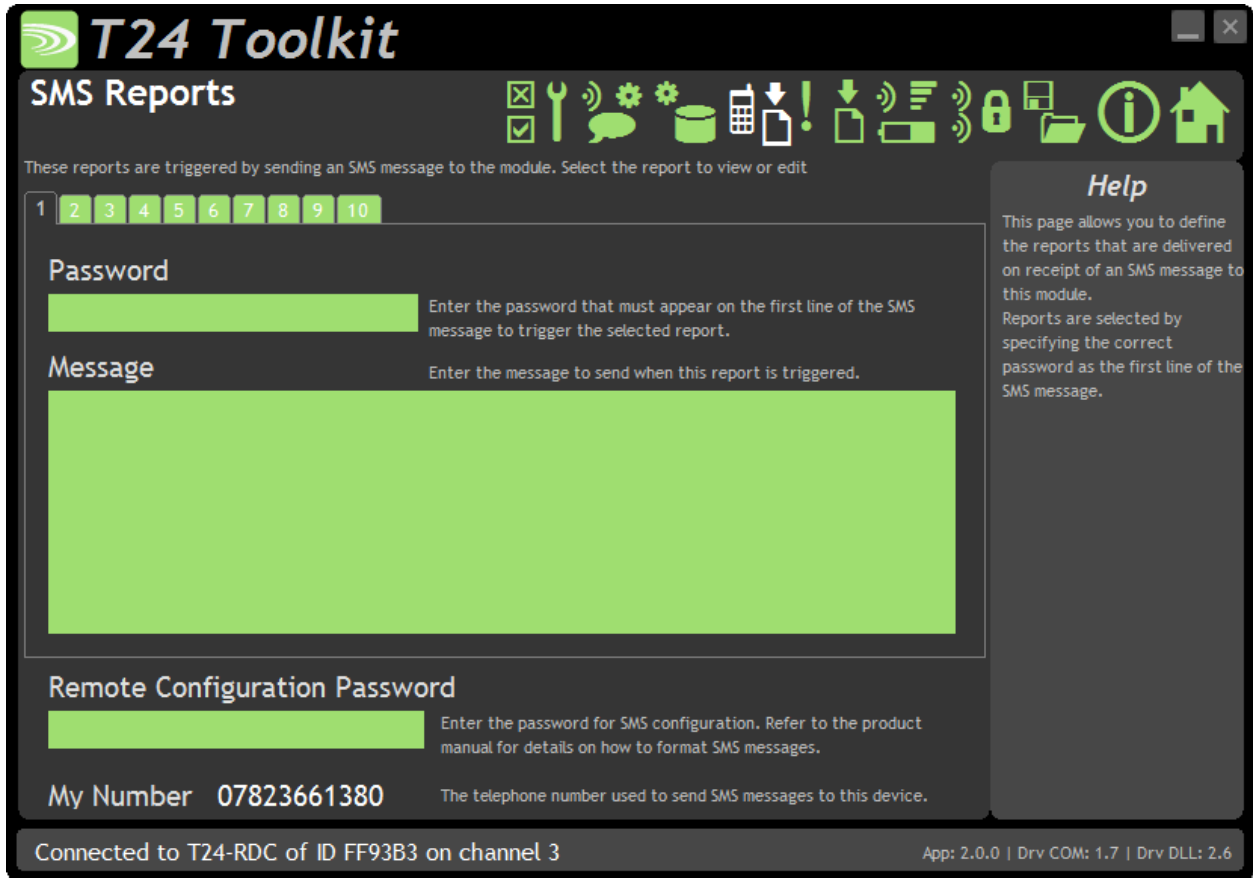 T24 Toolkit
SMS Reports
These reports are triggered by sending an SMS message to the module. Select the report to view or edit
1 2 3 4 5 6 7 8 9 10
Password
Enter the password that must appear on the first line of the SMS
message to trigger the selected report.
Message
Enter the message to send when this report is triggered.
Remote Configuration Password
Enter the password for SMS configuration. Refer to the product
manual for details on how to format SMS messages.
My Number 07823661380
The telephone number used to send SMS messages to this device.
Help
This page allows you to define
the reports that are delivered
on receipt of an SMS message to
this module.
Reports are selected by
specifying the correct
password as the first line of the
SMS message.
Connected to T24-RDC of ID FF93B3 on channel 3
App: 2.0.0 | Drv COM: 1.7 | Drv DLL: 2.6